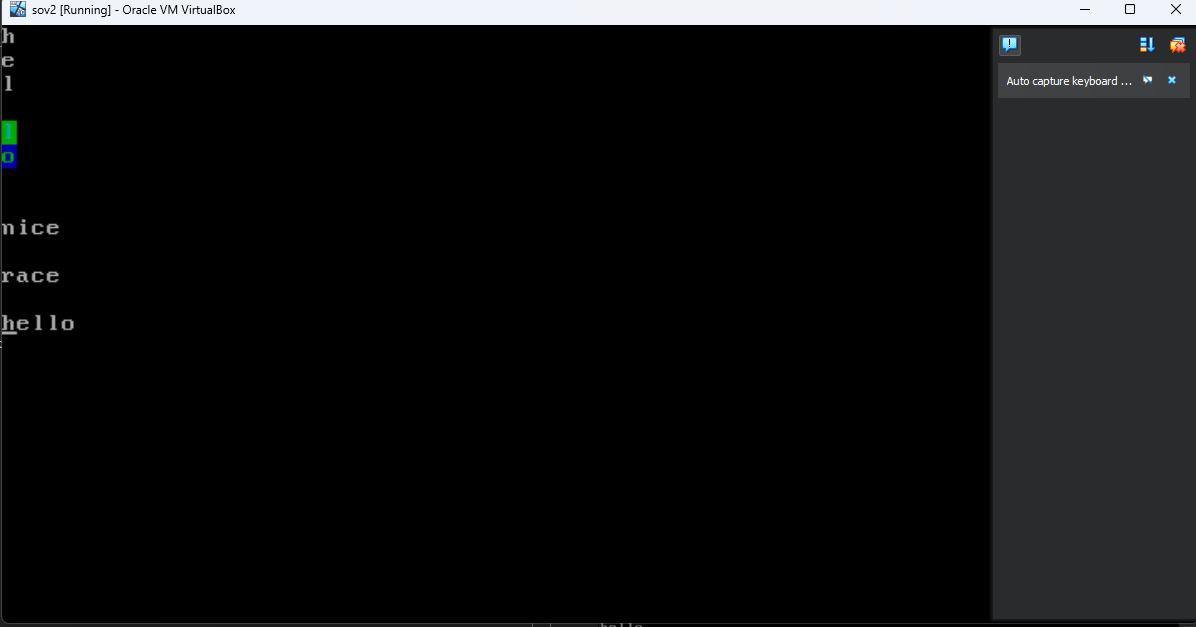 sov2 [Running] - Oracle VM VirtualBox
h
e
l
l
o
nice
race
hello
Auto capture keyboard ...